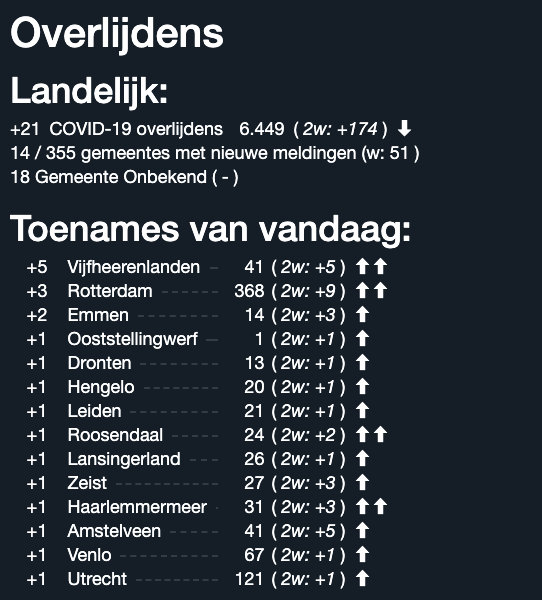 Overlijdens
Landelijk:
+21 COVID-19 overlijdens 6.449 ( 2w: +174 ) ⬇
14 / 355 gemeentes met nieuwe meldingen (w: 51 )
18 Gemeente Onbekend ( - )
Toenames van vandaag:
+5 Vijfheerenlanden - 41 ( 2w: +5 ) ⬆⬆
+3 Rotterdam ------ 368 ( 2w: +9 ) ⬆⬆
+2 Emmen -------- 14 ( 2w: +3 ) ⬆
+1 Ooststellingwerf -- 1 ( 2w: +1 ) ⬆
+1 Dronten -------- 13 ( 2w: +1 ) ⬆
+1 Hengelo -------- 20 ( 2w: +1 ) ⬆
+1 Leiden --------- 21 ( 2w: +1 ) ⬆
+1 Roosendaal ----- 24 ( 2w: +2 ) ⬆⬆
+1 Lansingerland --- 26 ( 2w: +1 ) ⬆
+1 Zeist ---------- 27 ( 2w: +3 ) ⬆
+1 Haarlemmermeer - 31 ( 2w: +3 ) ⬆⬆
+1 Amstelveen ----- 41 ( 2w: +5 ) ⬆
+1 Venlo ---------- 67 ( 2w: +1 ) ⬆
+1 Utrecht -------- 121 ( 2w: +1 ) ⬆